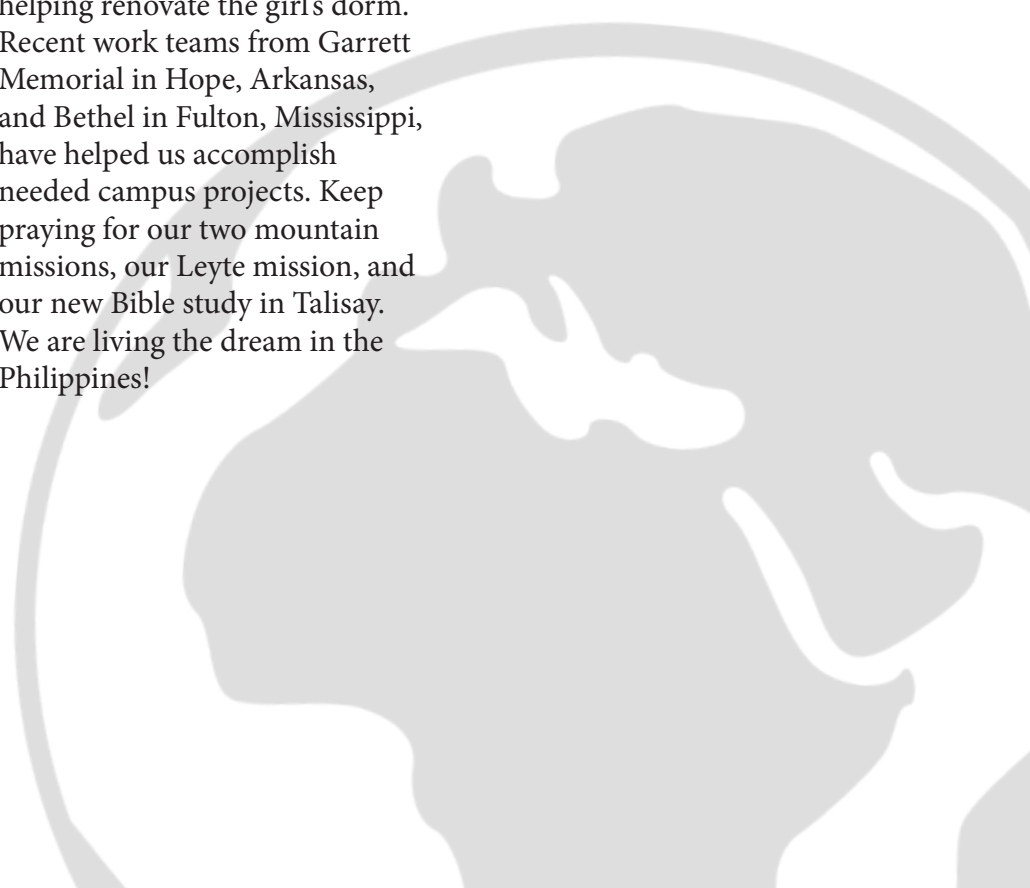 helping renovate the girl's dorm.
Recent work teams from Garrett
Memorial in Hope, Arkansas,
and Bethel in Fulton, Mississippi,
have helped us accomplish
needed campus projects. Keep
praying for our two mountain
missions, our Leyte mission, and
our new Bible study in Talisay.
We are living the dream in the
Philippines!